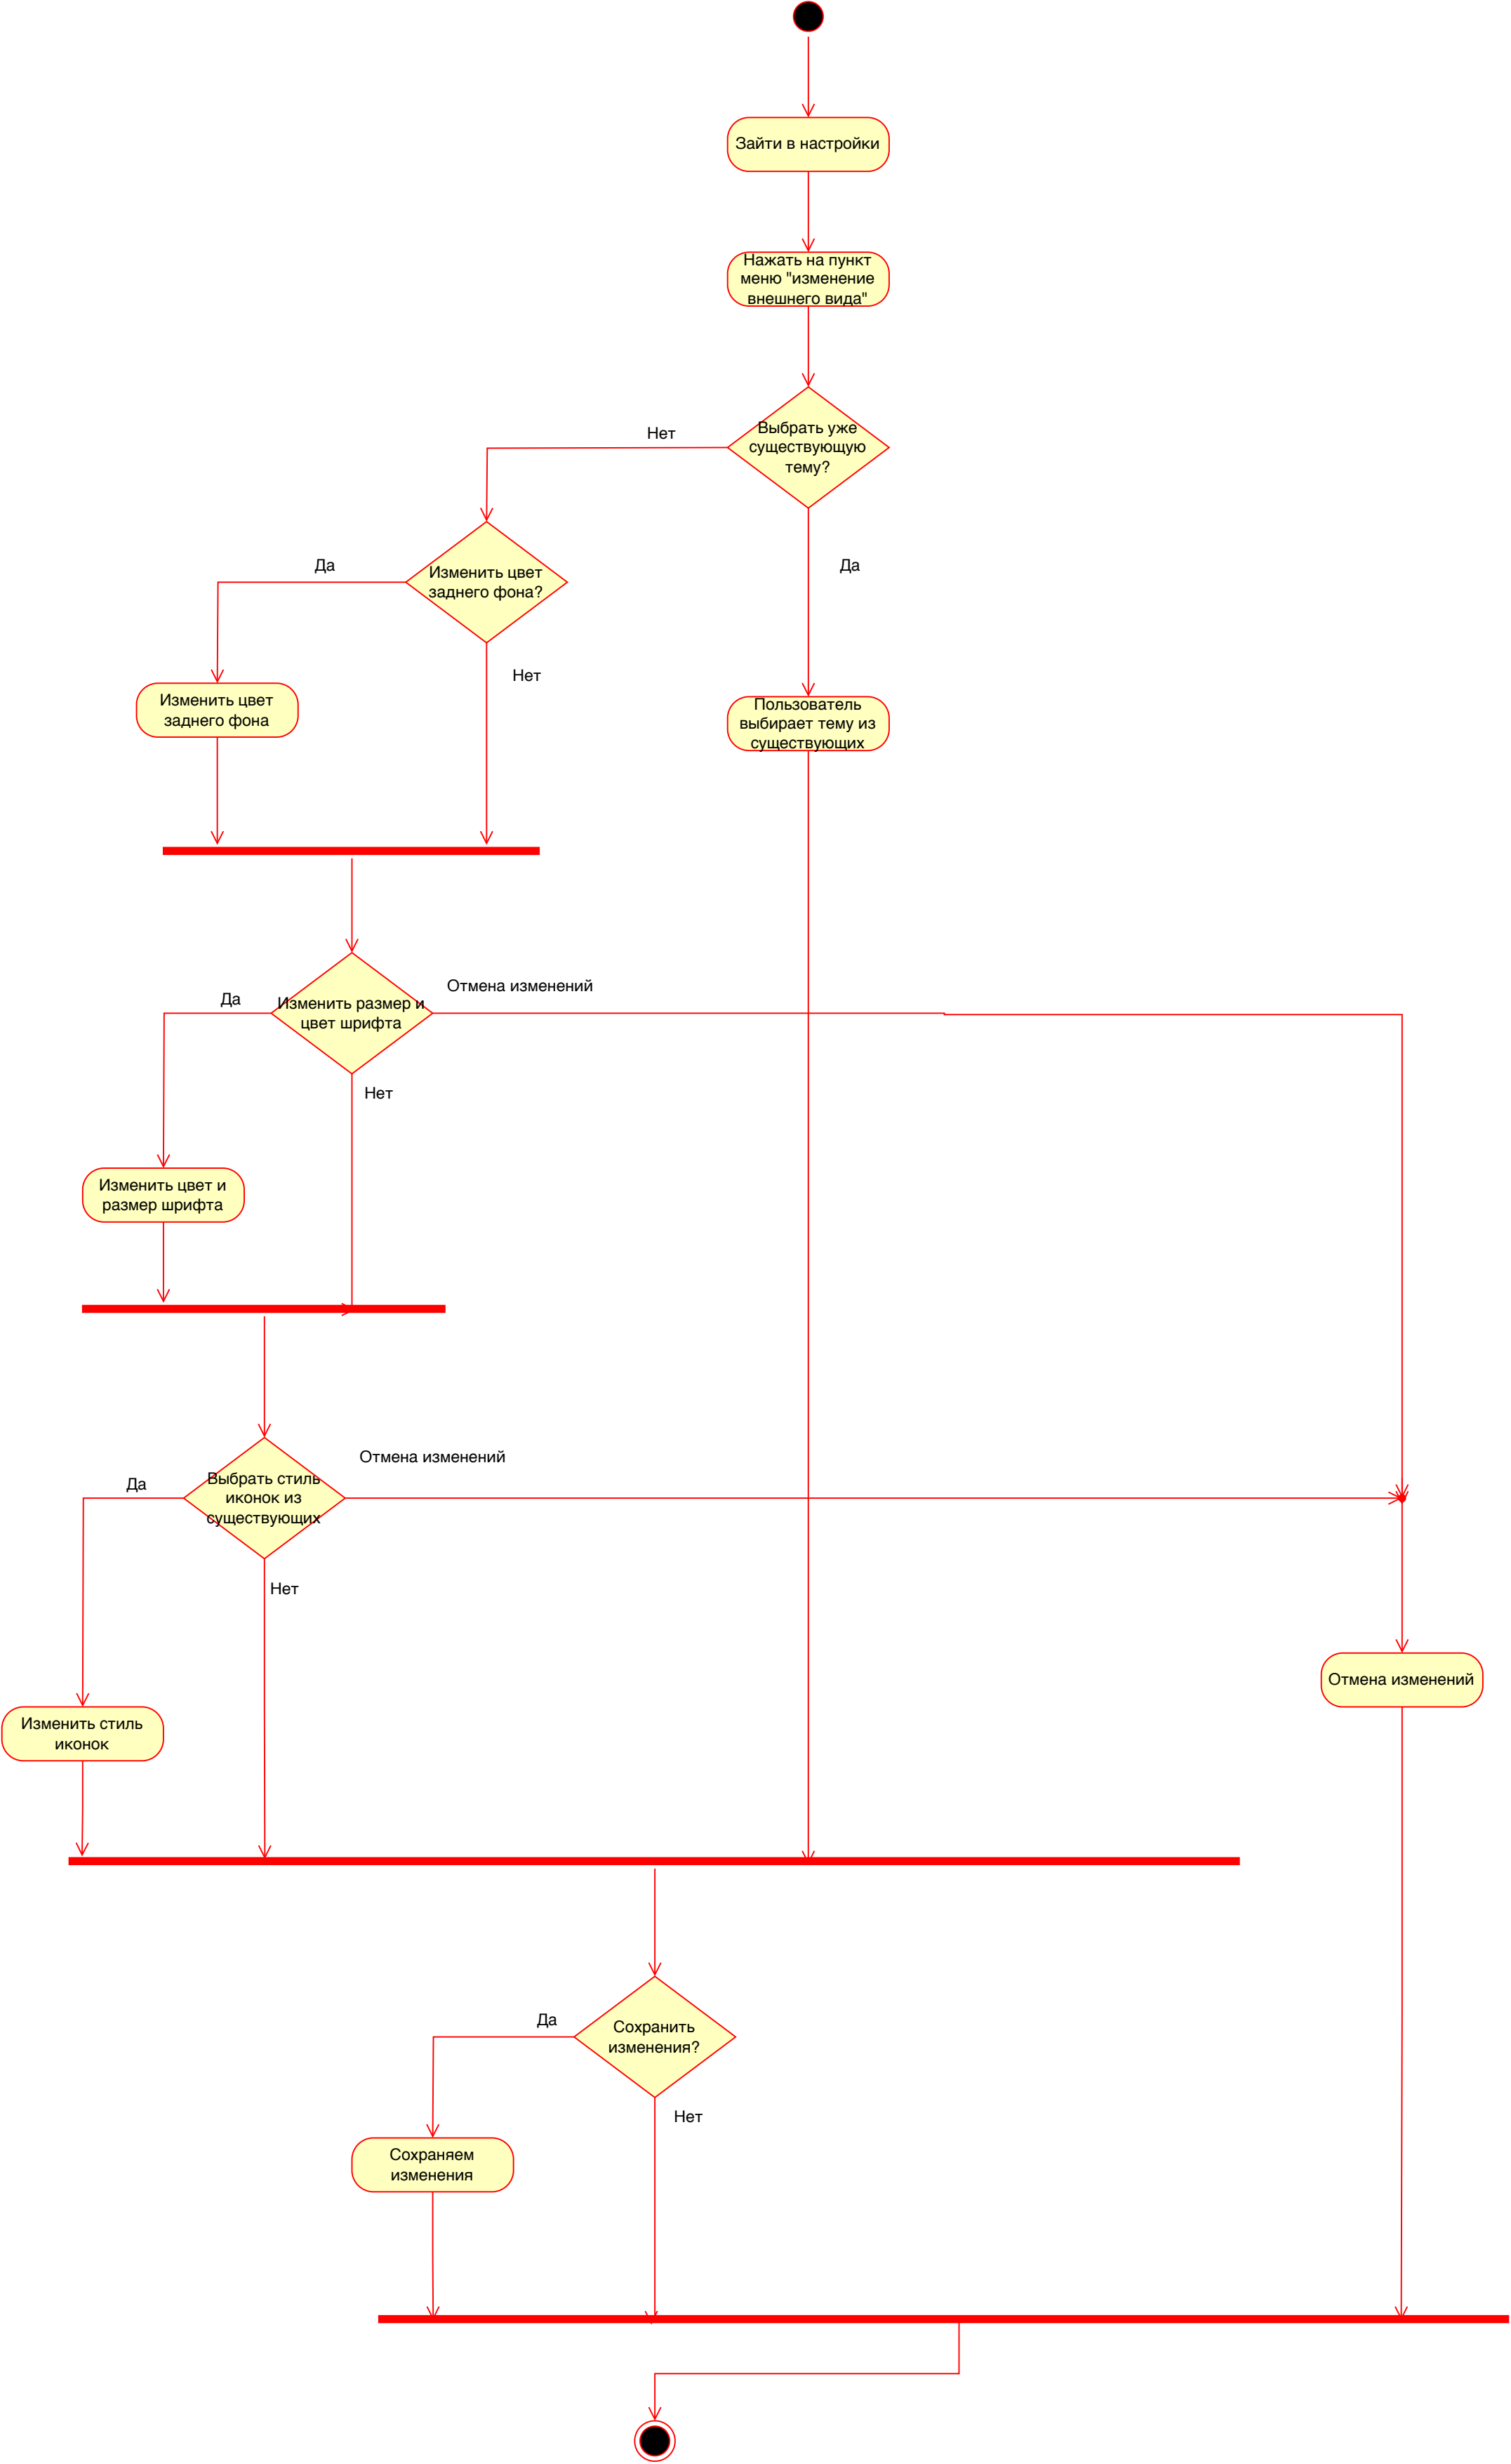 Зайти в настройки
Нажать на пункт
меню "изменение
внешнего вида"
Выбрать уже
существующую
тему?
Нет
Да
Изменить цвет
заднего фона?
Да
Нет
Изменить цвет
заднего фона
Пользователь
выбирает тему из
существующих
Изменить размер и
цвет шрифта
Да
Отмена изменений
Нет
Изменить цвет и
размер шрифта
Выбрать стиль
иконок из
существующих
Да
Отмена изменений
Нет
Изменить стиль
иконок
Отмена изменений
Сохранить
изменения?
Да
Нет
Сохраняем
изменения